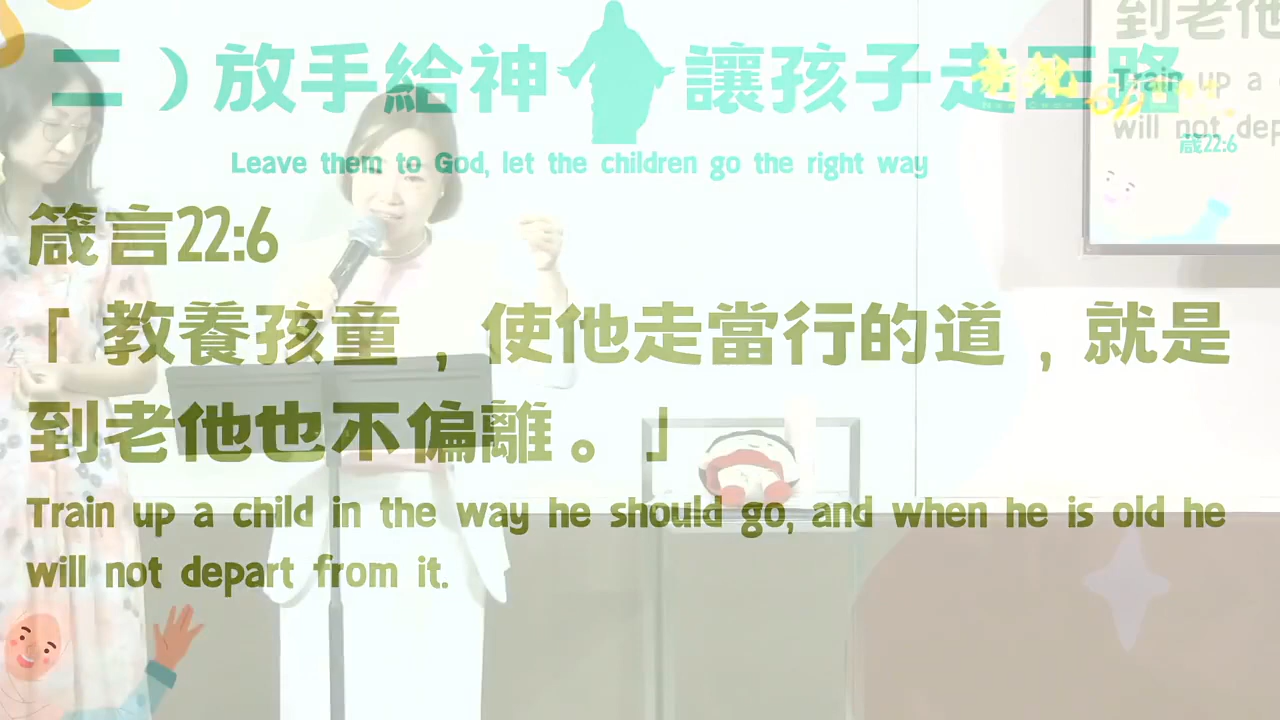 二）放手給神 讓孩子走正路
Leave them to God, let the children go the right way
箴言22:6
「 教養孩童，使他走當行的道，就是
到老他也不偏離。」
Train up a child in the way he should go, and when he is old he
will not depart from it.
到老他
Train up a
will not dep
箴22:6